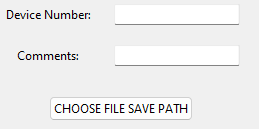 Device Number:
Comments:
CHOOSE FILE SAVE PATH